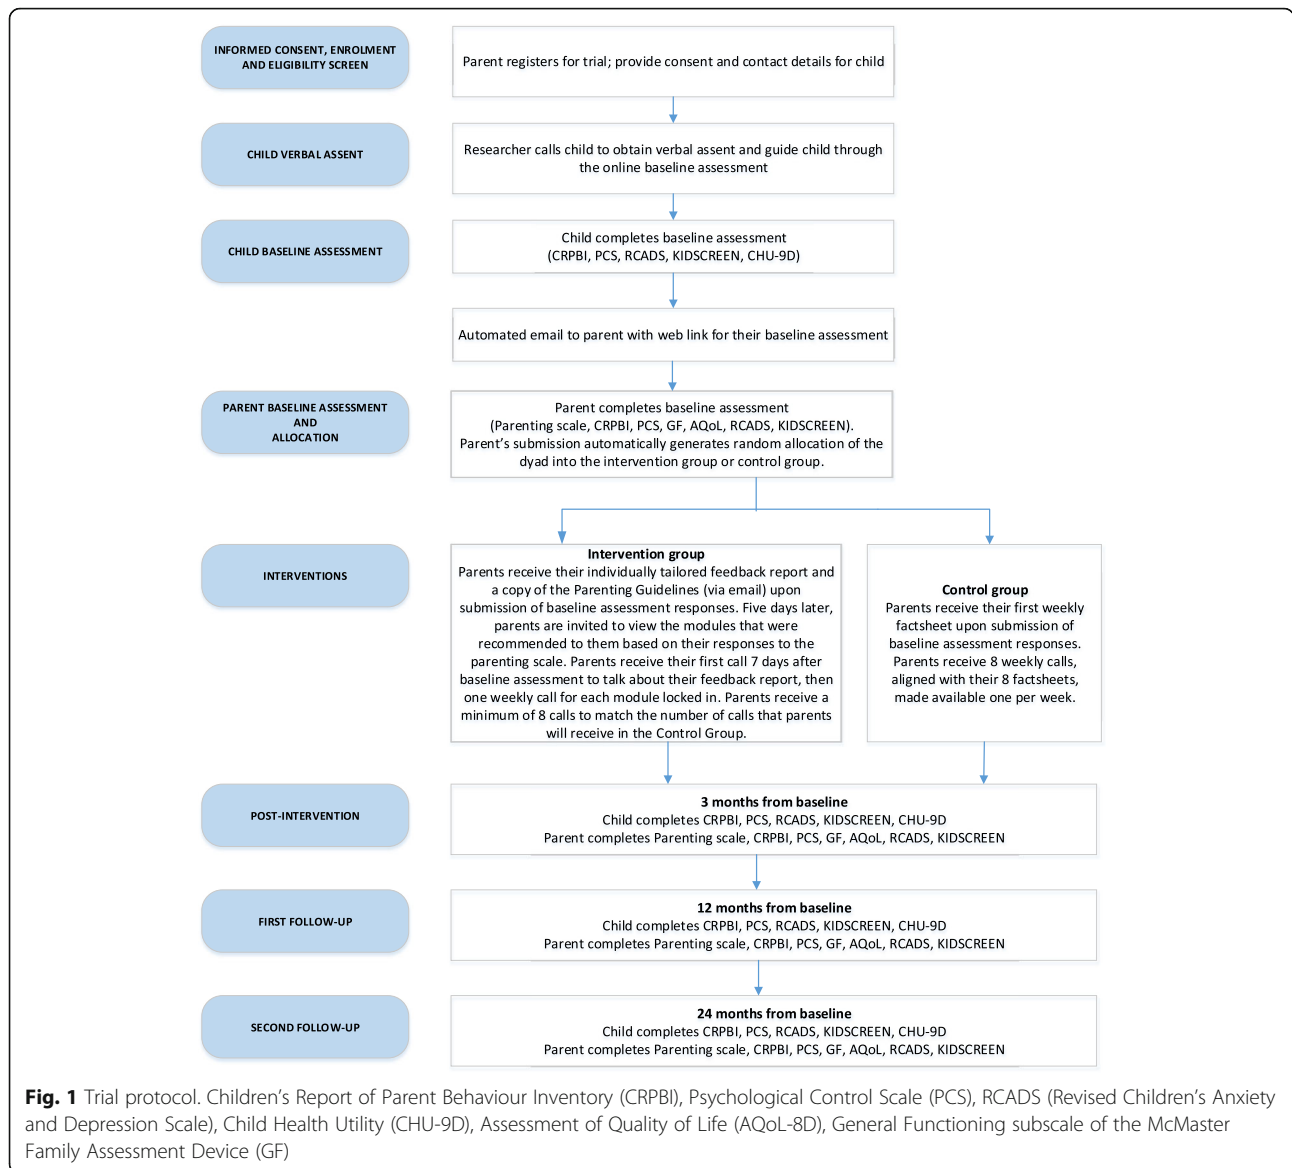 INFORMED CONSENT, ENROLMENT
AND ELIGIBILITY SCREEN
Parent registers for trial; provide consent and contact details for child
CHILD VERBAL ASSENT
Researcher calls child to obtain verbal assent and guide child through
the online baseline assessment
CHILD BASELINE ASSESSMENT
Child completes baseline assessment
(CRPBI, PCS, RCADS, KIDSCREEN, CHU-9D)
Automated email to parent with web link for their baseline assessment
PARENT BASELINE ASSESSMENT
AND
ALLOCATION
Parent completes baseline assessment
(Parenting scale, CRPBI, PCS, GF, AQoL, RCADS, KIDSCREEN).
Parent's submission automatically generates random allocation of the
dyad into the intervention group or control group.
INTERVENTIONS
Intervention group
Parents receive their individually tailored feedback report and
a copy of the Parenting Guidelines (via email) upon
submission of baseline assessment responses. Five days later,
parents are invited to view the modules that were
recommended to them based on their responses to the
parenting scale. Parents receive their first call 7 days after
baseline assessment to talk about their feedback report, then
one weekly call for each module locked in. Parents receive a
minimum of 8 calls to match the number of calls that parents
will receive in the Control Group.
Control group
Parents receive their first weekly
factsheet upon submission of
baseline assessment responses.
Parents receive 8 weekly calls,
aligned with their 8 factsheets,
made available one per week.
POST-INTERVENTION
3 months from baseline
Child completes CRPBI, PCS, RCADS, KIDSCREEN, CHU-9D
Parent completes Parenting scale, CRPBI, PCS, GF, AQoL, RCADS, KIDSCREEN
FIRST FOLLOW-UP
12 months from baseline
Child completes CRPBI, PCS, RCADS, KIDSCREEN, CHU-9D
Parent completes Parenting scale, CRPBI, PCS, GF, AQoL, RCADS, KIDSCREEN
SECOND FOLLOW-UP
24 months from baseline
Child completes CRPBI, PCS, RCADS, KIDSCREEN, CHU-9D
Parent completes Parenting scale, CRPBI, PCS, GF, AQoL, RCADS, KIDSCREEN
Fig. 1 Trial protocol. Children's Report of Parent Behaviour Inventory (CRPBI), Psychological Control Scale (PCS), RCADS (Revised Children's Anxiety
and Depression Scale), Child Health Utility (CHU-9D), Assessment of Quality of Life (AQoL-8D), General Functioning subscale of the McMaster
Family Assessment Device (GF)